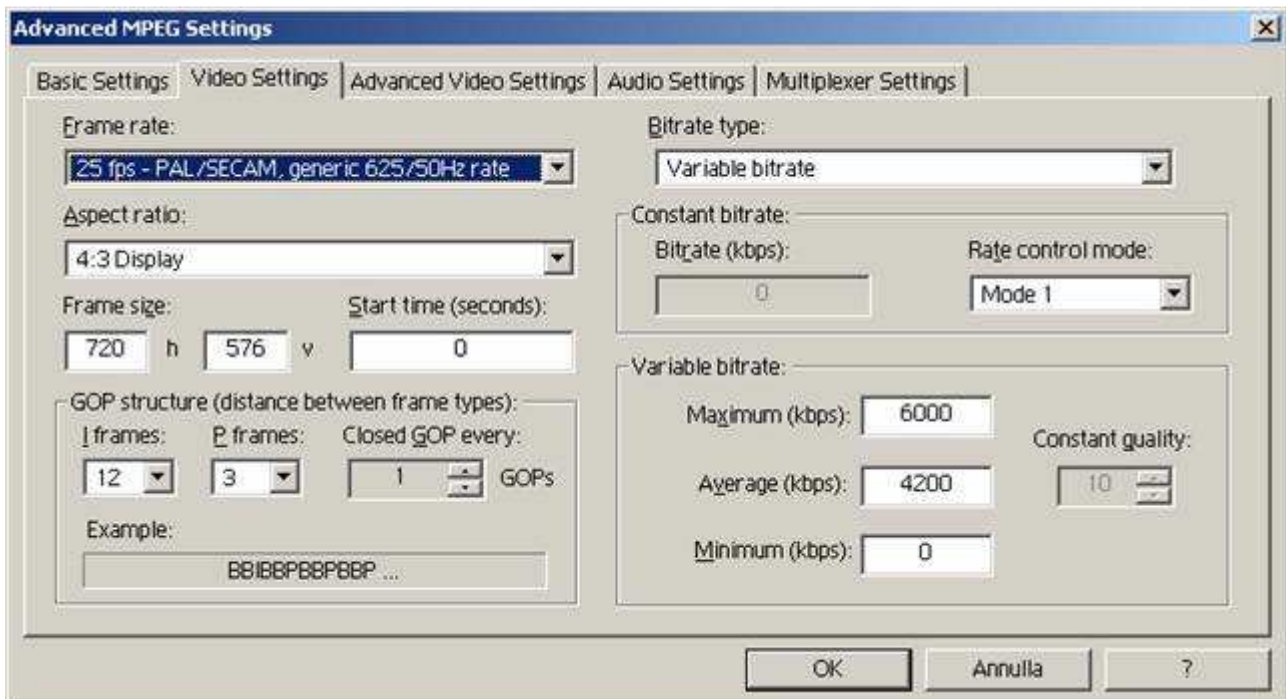 Advanced MPEG Settings
Basic Settings Video Settings Advanced Video Settings Audio Settings Multiplexer Settings
Frame rate:
25 fps - PAL/SECAM, generic 625/50Hz rate
Aspect ratio:
4:3 Display
Frame size: Start time (seconds):
720 h 576 v 0
GOP structure (distance between frame types):
I frames: P frames: Closed GOP every:
12 3 1 GOPs
Example:
BBIBBPBBPBBP ...
Bitrate type:
Variable bitrate
Constant bitrate:
Bitrate (kbps): Rate control mode:
0 Mode 1
Variable bitrate:
Maximum (kbps): 6000
Constant quality:
Average (kbps): 4200 10
Minimum (kbps): 0
OK Annulla ?